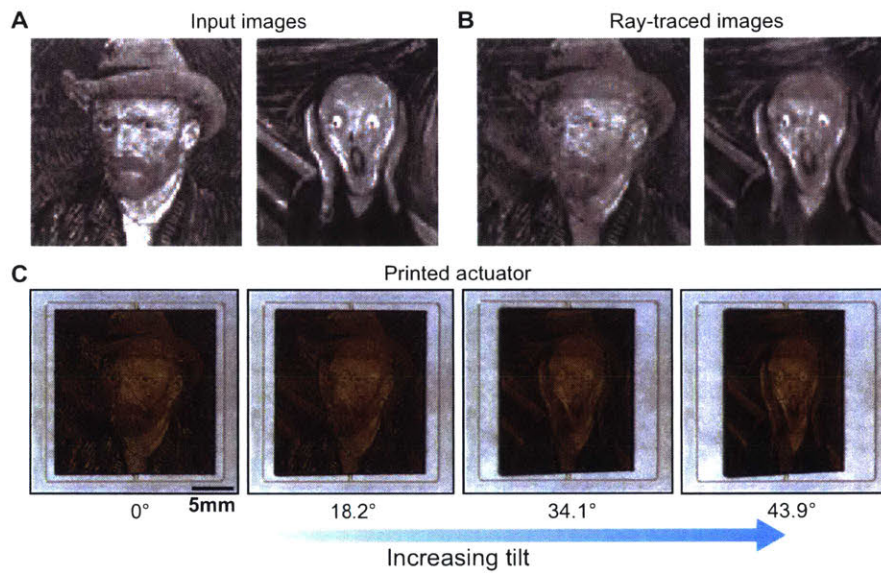 A
Input images
B
Ray-traced images
C
Printed actuator
5mm
0°
18.2°
34.1°
43.9°
Increasing tilt